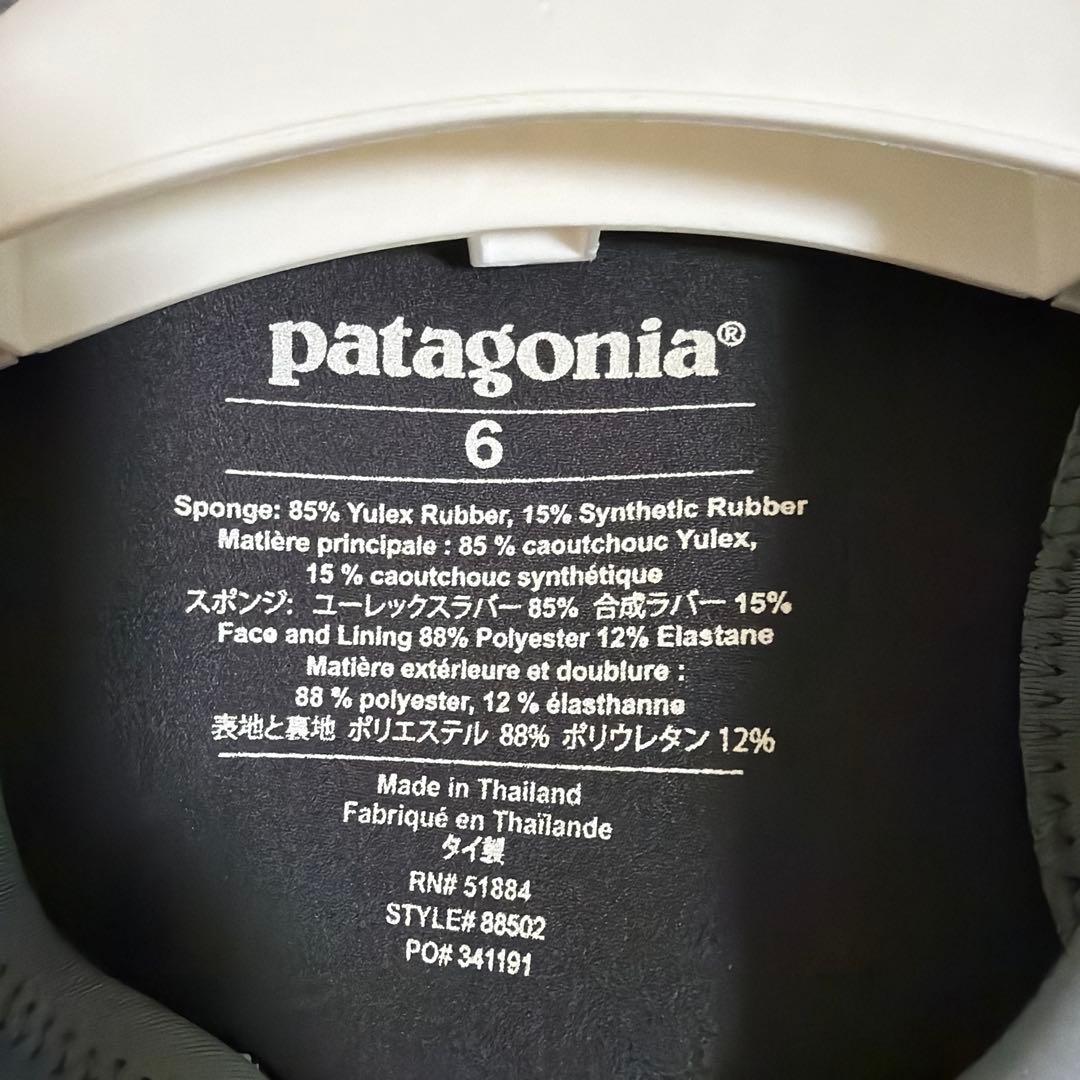 patagonia®
6
Sponge: 85% Yulex Rubber, 15% Synthetic Rubber
Matière principale : 85 % caoutchouc Yulex,
15 % caoutchouc synthétique
スポンジ: ユーレックスラバー 85% 合成ラバー 15%
Face and Lining 88% Polyester 12% Elastane
Matière extérieure et doublure :
88 % polyester, 12 % élasthanne
表地と裏地 ポリエステル 88% ポリウレタン 12%
Made in Thailand
Fabriqué en Thaïlande
タイ製
RN# 51884
STYLE# 88502
PO# 341191